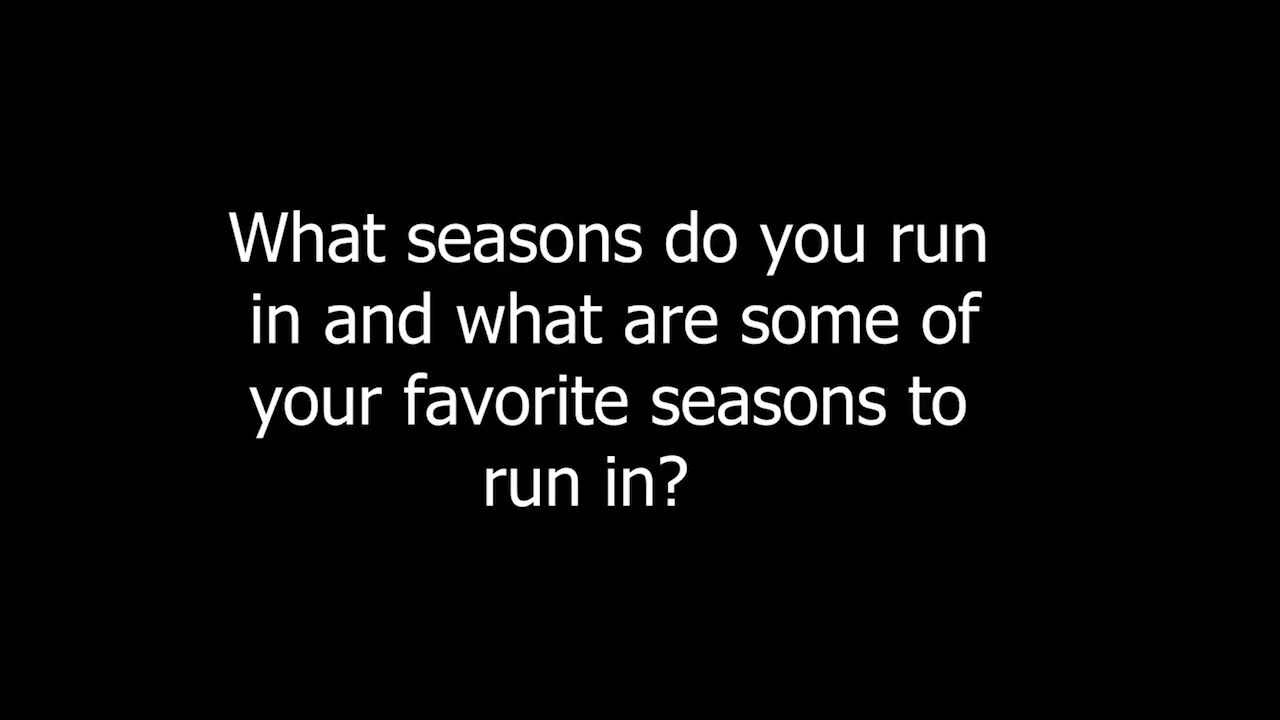 What seasons do you run
in and what are some of
your favorite seasons to
run in?